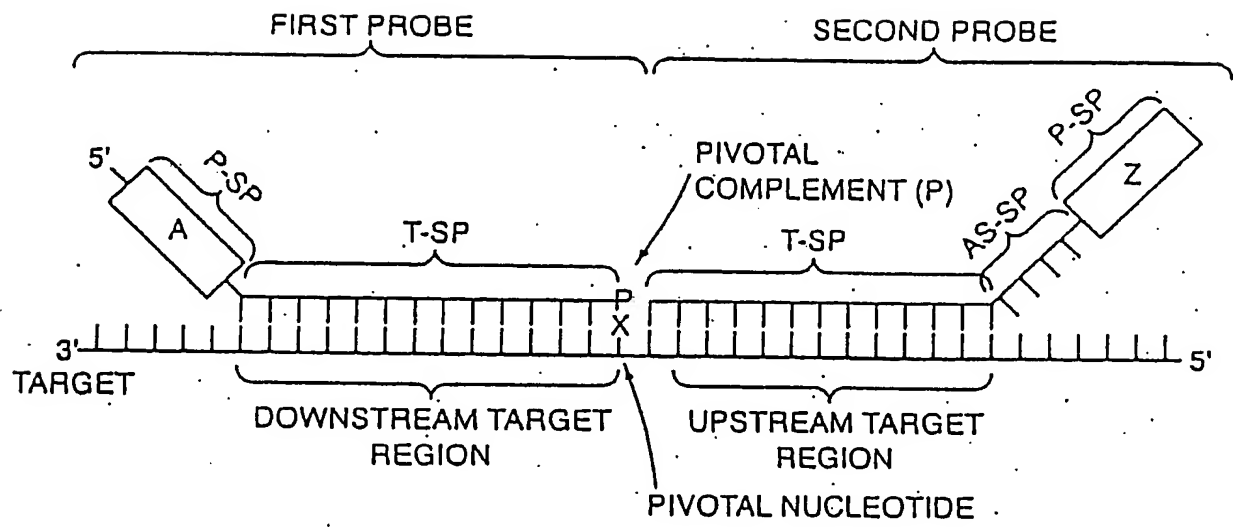 FIRST PROBE
SECOND PROBE
5'
P-SP
A
T-SP
PIVOTAL
COMPLEMENT (P)
T-SP
AS-SP
P-SP
Z
P
X
3'
5'
TARGET
DOWNSTREAM TARGET
REGION
UPSTREAM TARGET
REGION
PIVOTAL NUCLEOTIDE